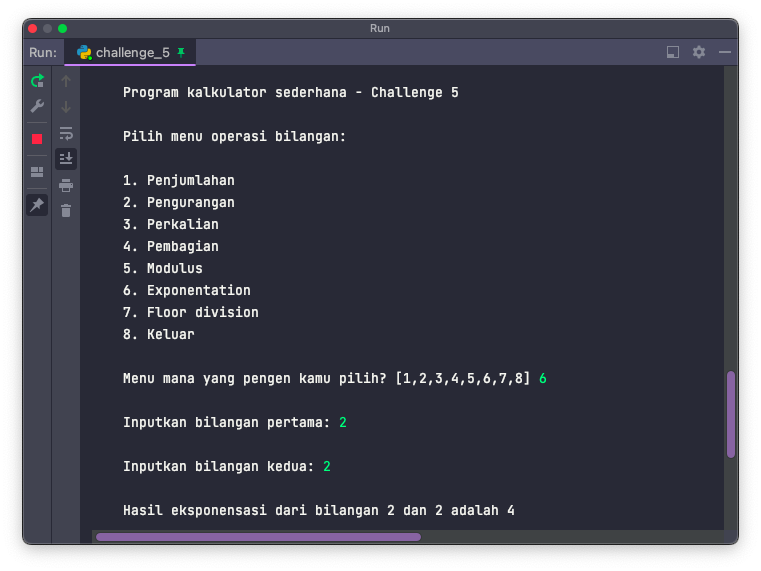 Run
Run:
challenge_5
Program kalkulator sederhana - Challenge 5
Pilih menu operasi bilangan:
1. Penjumlahan
2. Pengurangan
3. Perkalian
4. Pembagian
5. Modulus
6. Exponentation
7. Floor division
8. Keluar
Menu mana yang pengen kamu pilih? [1,2,3,4,5,6,7,8] 6
Inputkan bilangan pertama: 2
Inputkan bilangan kedua: 2
Hasil eksponensasi dari bilangan 2 dan 2 adalah 4